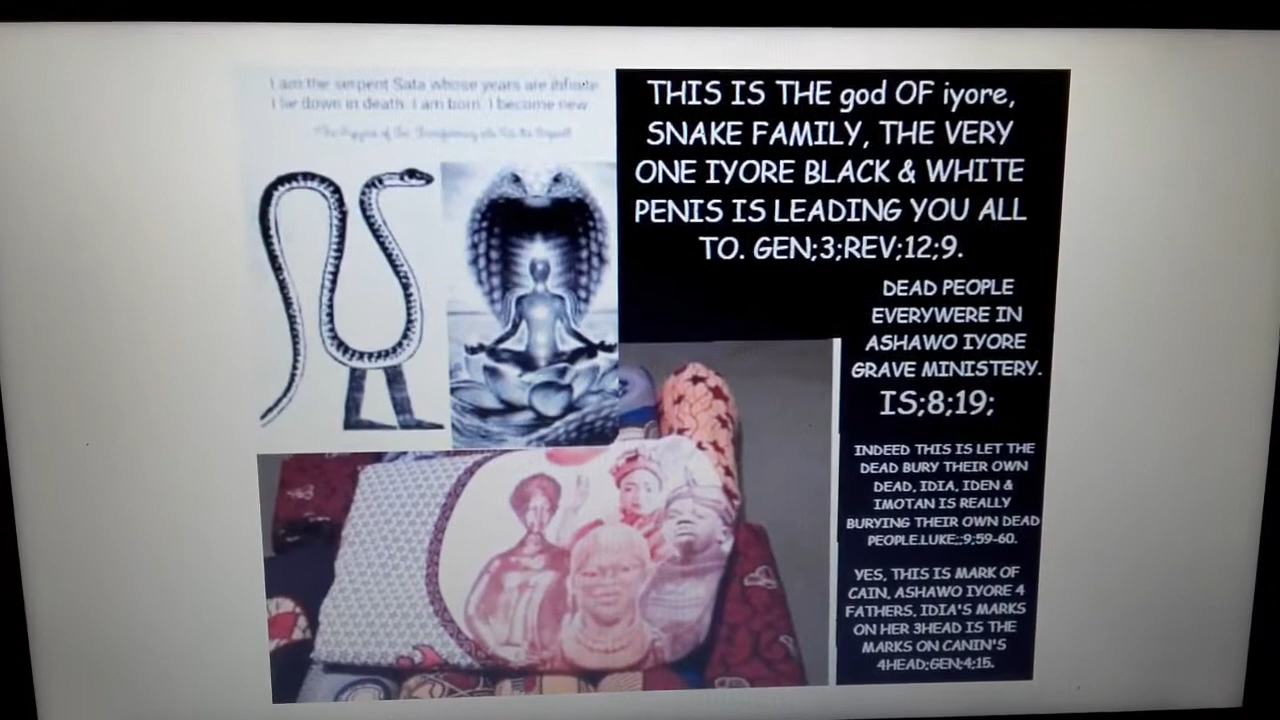 I am the serpent Sata whose years are infinite
I lie down in death. I am born. I become new
THIS IS THE god OF iyore,
SNAKE FAMILY, THE VERY
ONE IYORE BLACK & WHITE
PENIS IS LEADING YOU ALL
TO. GEN;3;REV;12;9.
DEAD PEOPLE
EVERYWERE IN
ASHAWO IYORE
GRAVE MINISTERY.
IS;8;19;
INDEED THIS IS LET THE
DEAD BURY THEIR OWN
DEAD, IDIA, IDEN &
IMOTAN IS REALLY
BURYING THEIR OWN DEAD
PEOPLE.LUKE;;9;59-60.
YES, THIS IS MARK OF
CAIN, ASHAWO IYORE 4
FATHERS, IDIA'S MARKS
ON HER 3HEAD IS THE
MARKS ON CANIN'S
4HEAD;GEN;4;15.